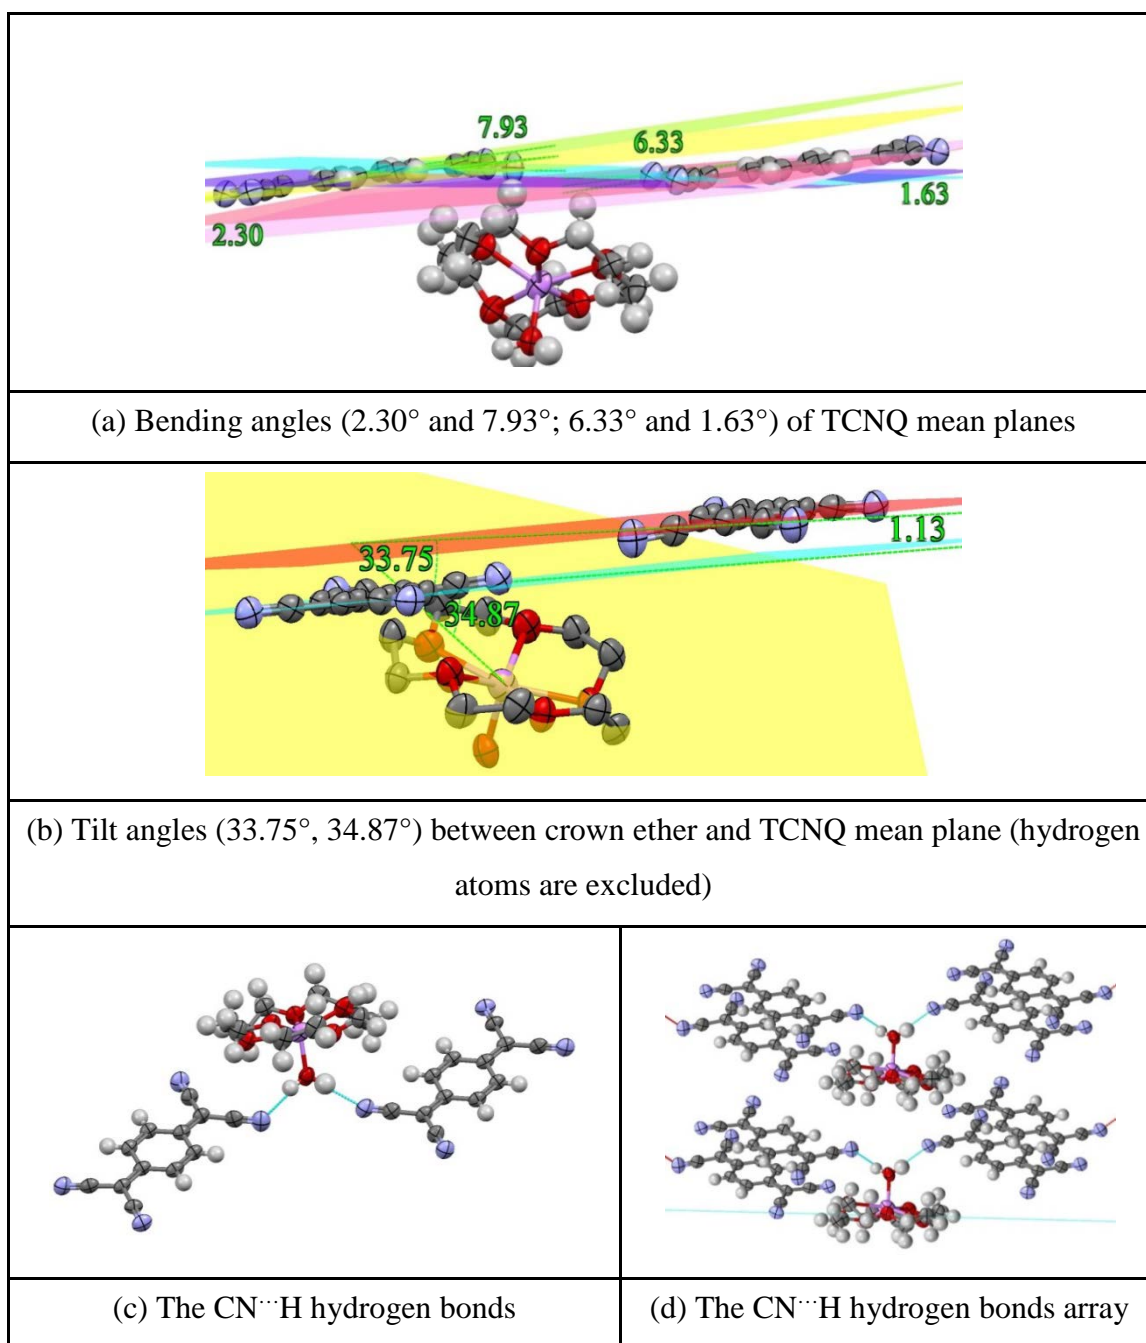 7.93
6.33
1.63
2.30
(a) Bending angles (2.30° and 7.93°; 6.33° and 1.63°) of TCNQ mean planes
1.13
33.75
34.87
(b) Tilt angles (33.75°, 34.87°) between crown ether and TCNQ mean plane (hydrogen
atoms are excluded)
(c) The CN···H hydrogen bonds
(d) The CN···H hydrogen bonds array